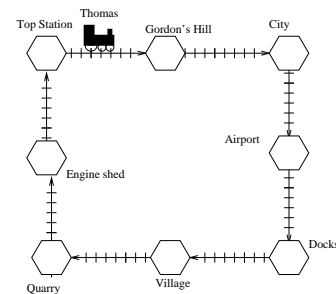 Thomas
Top Station
Gordon's Hill
City
Airport
Engine shed
Docks
Village
Quarry